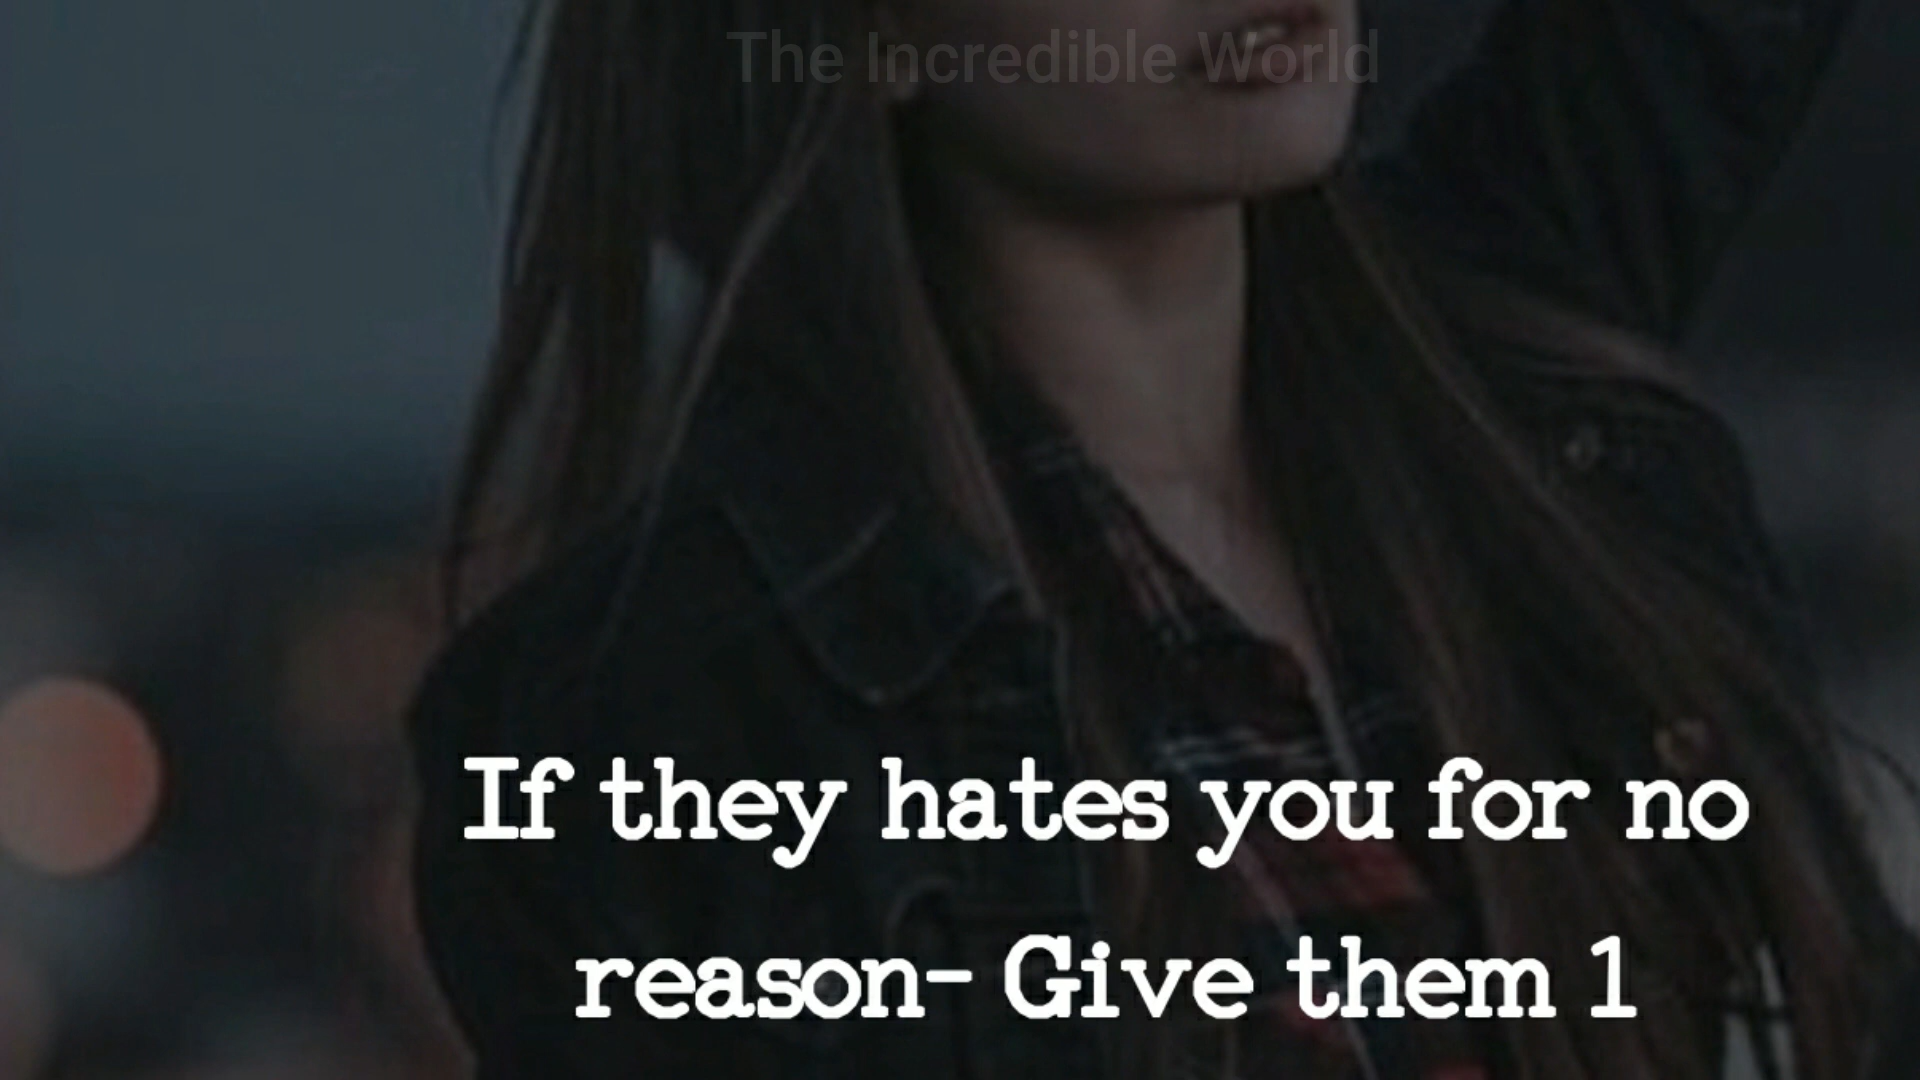 The Incredible World
If they hates you for no
reason- Give them 1